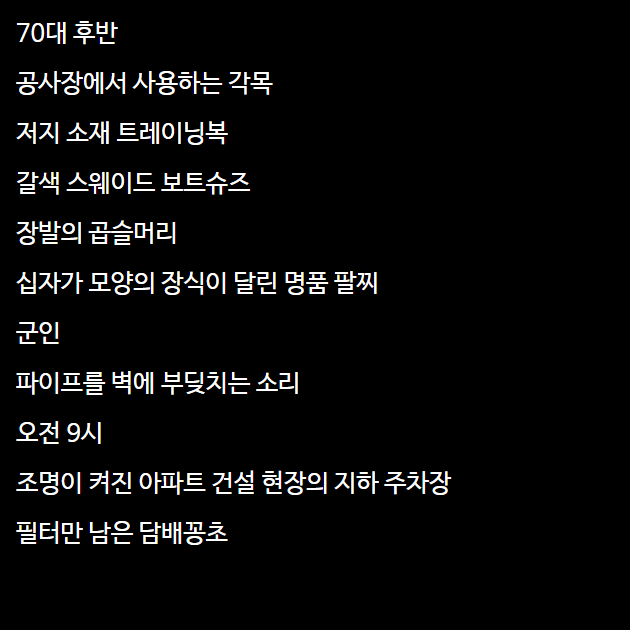 70대 후반
공사장에서 사용하는 각목
저지 소재 트레이닝복
갈색 스웨이드 보트슈즈
장발의 곱슬머리
십자가 모양의 장식이 달린 명품 팔찌
군인
파이프를 벽에 부딪치는 소리
오전 9시
조명이 켜진 아파트 건설 현장의 지하 주차장
필터만 남은 담배꽁초